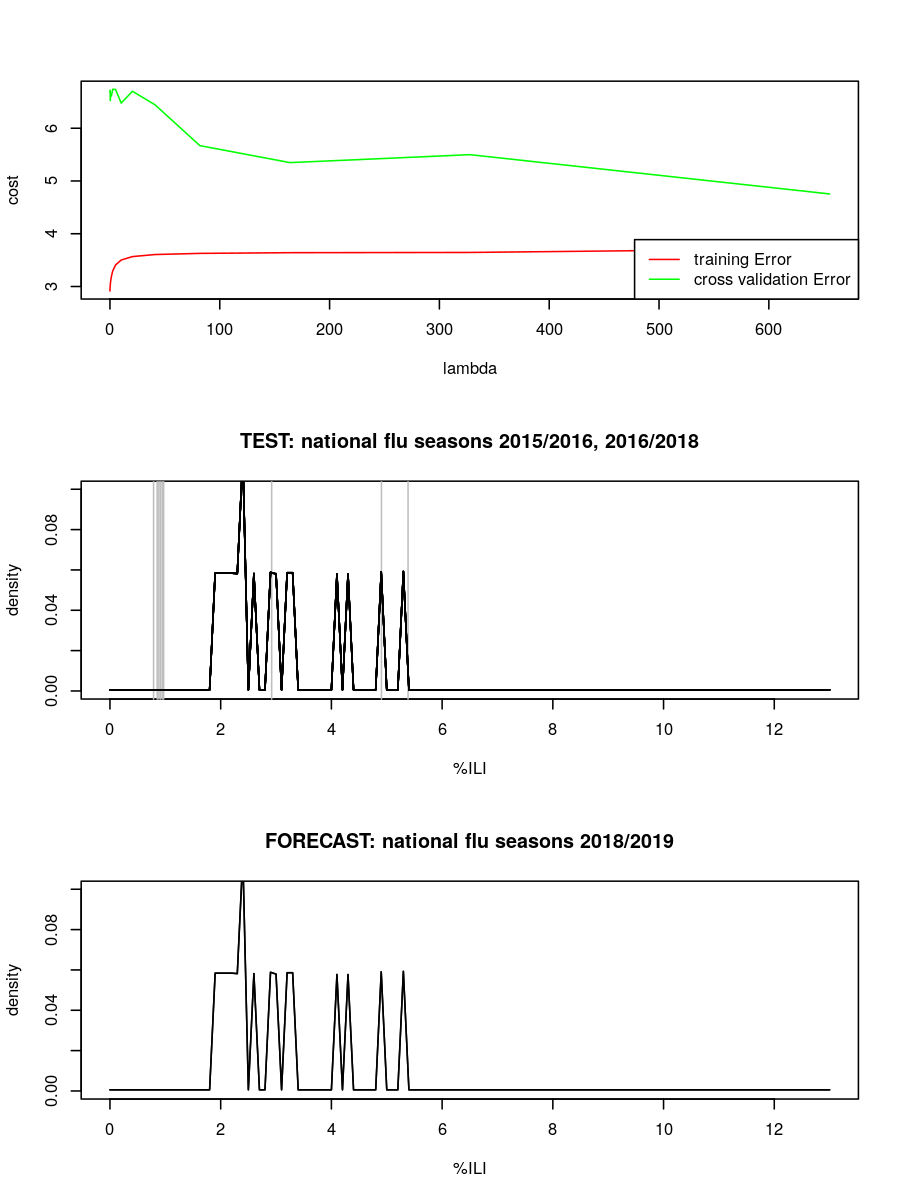 cost
6
5
4
3
training Error
cross validation Error
0 100 200 300 400 500 600
lambda
TEST: national flu seasons 2015/2016, 2016/2018
density
0.08
0.04
0.00
0 2 4 6 8 10 12
%ILI
FORECAST: national flu seasons 2018/2019
density
0.08
0.04
0.00
0 2 4 6 8 10 12
%ILI